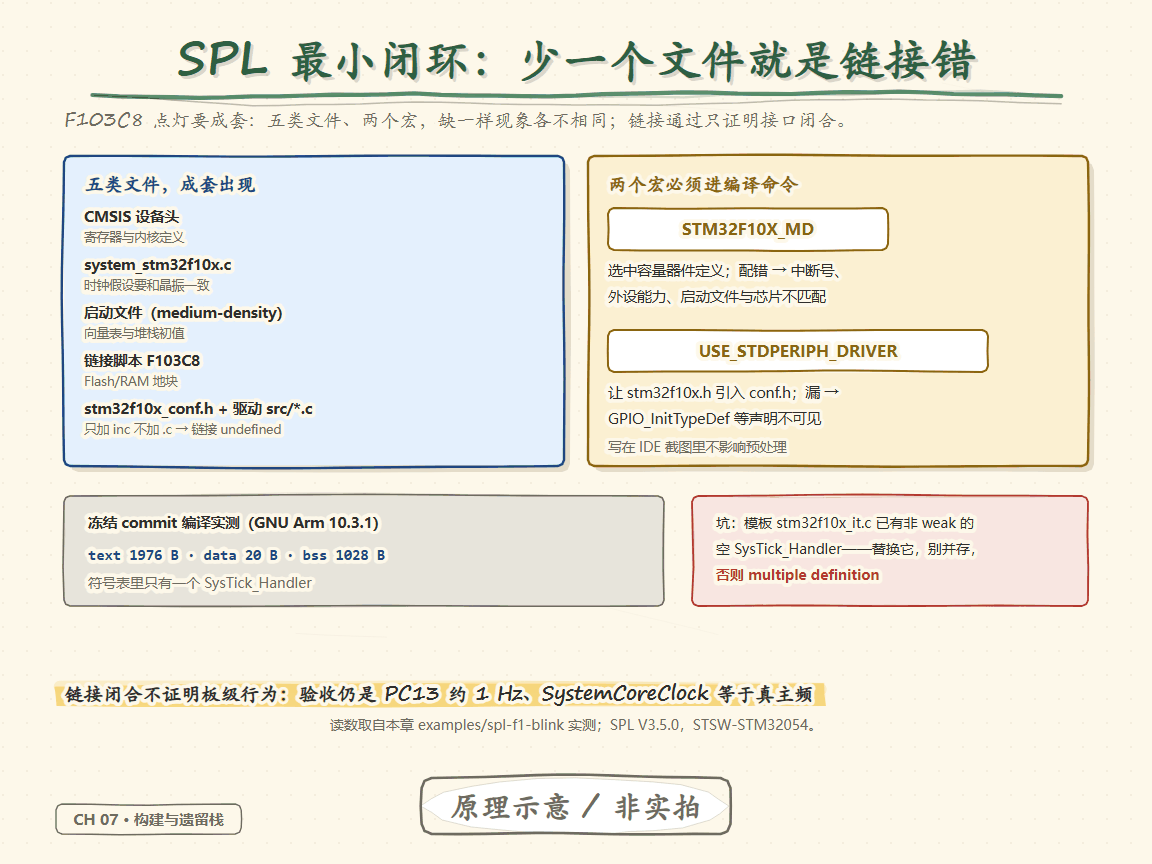 SPL 最小闭环：少一个文件就是链接错
F103C8 点灯要成套：五类文件、两个宏，缺一样现象各不相同；链接通过只证明接口闭合。
五类文件，成套出现
CMSIS 设备头
寄存器与内核定义
system_stm32f10x.c
时钟假设要和晶振一致
启动文件（medium-density）
向量表与堆栈初值
链接脚本 F103C8
Flash/RAM 地块
stm32f10x_conf.h + 驱动 src/*.c
只加 inc 不加 .c → 链接 undefined
两个宏必须进编译命令
STM32F10X_MD
选中容量器件定义；配错 → 中断号、
外设能力、启动文件与芯片不匹配
USE_STDPERIPH_DRIVER
让 stm32f10x.h 引入 conf.h；漏 →
GPIO_InitTypeDef 等声明不可见
写在 IDE 截图里不影响预处理
冻结 commit 编译实测（GNU Arm 10.3.1）
text 1976 B · data 20 B · bss 1028 B
符号表里只有一个 SysTick_Handler
坑：模板 stm32f10x_it.c 已有非 weak 的
空 SysTick_Handler——替换它，别并存，
否则 multiple definition
链接闭合不证明板级行为：验收仍是 PC13 约 1 Hz、SystemCoreClock 等于真主频
读数取自本章 examples/spl-f1-blink 实测；SPL V3.5.0，STSW-STM32054。
原理示意 / 非实拍
CH 07 • 构建与遗留栈